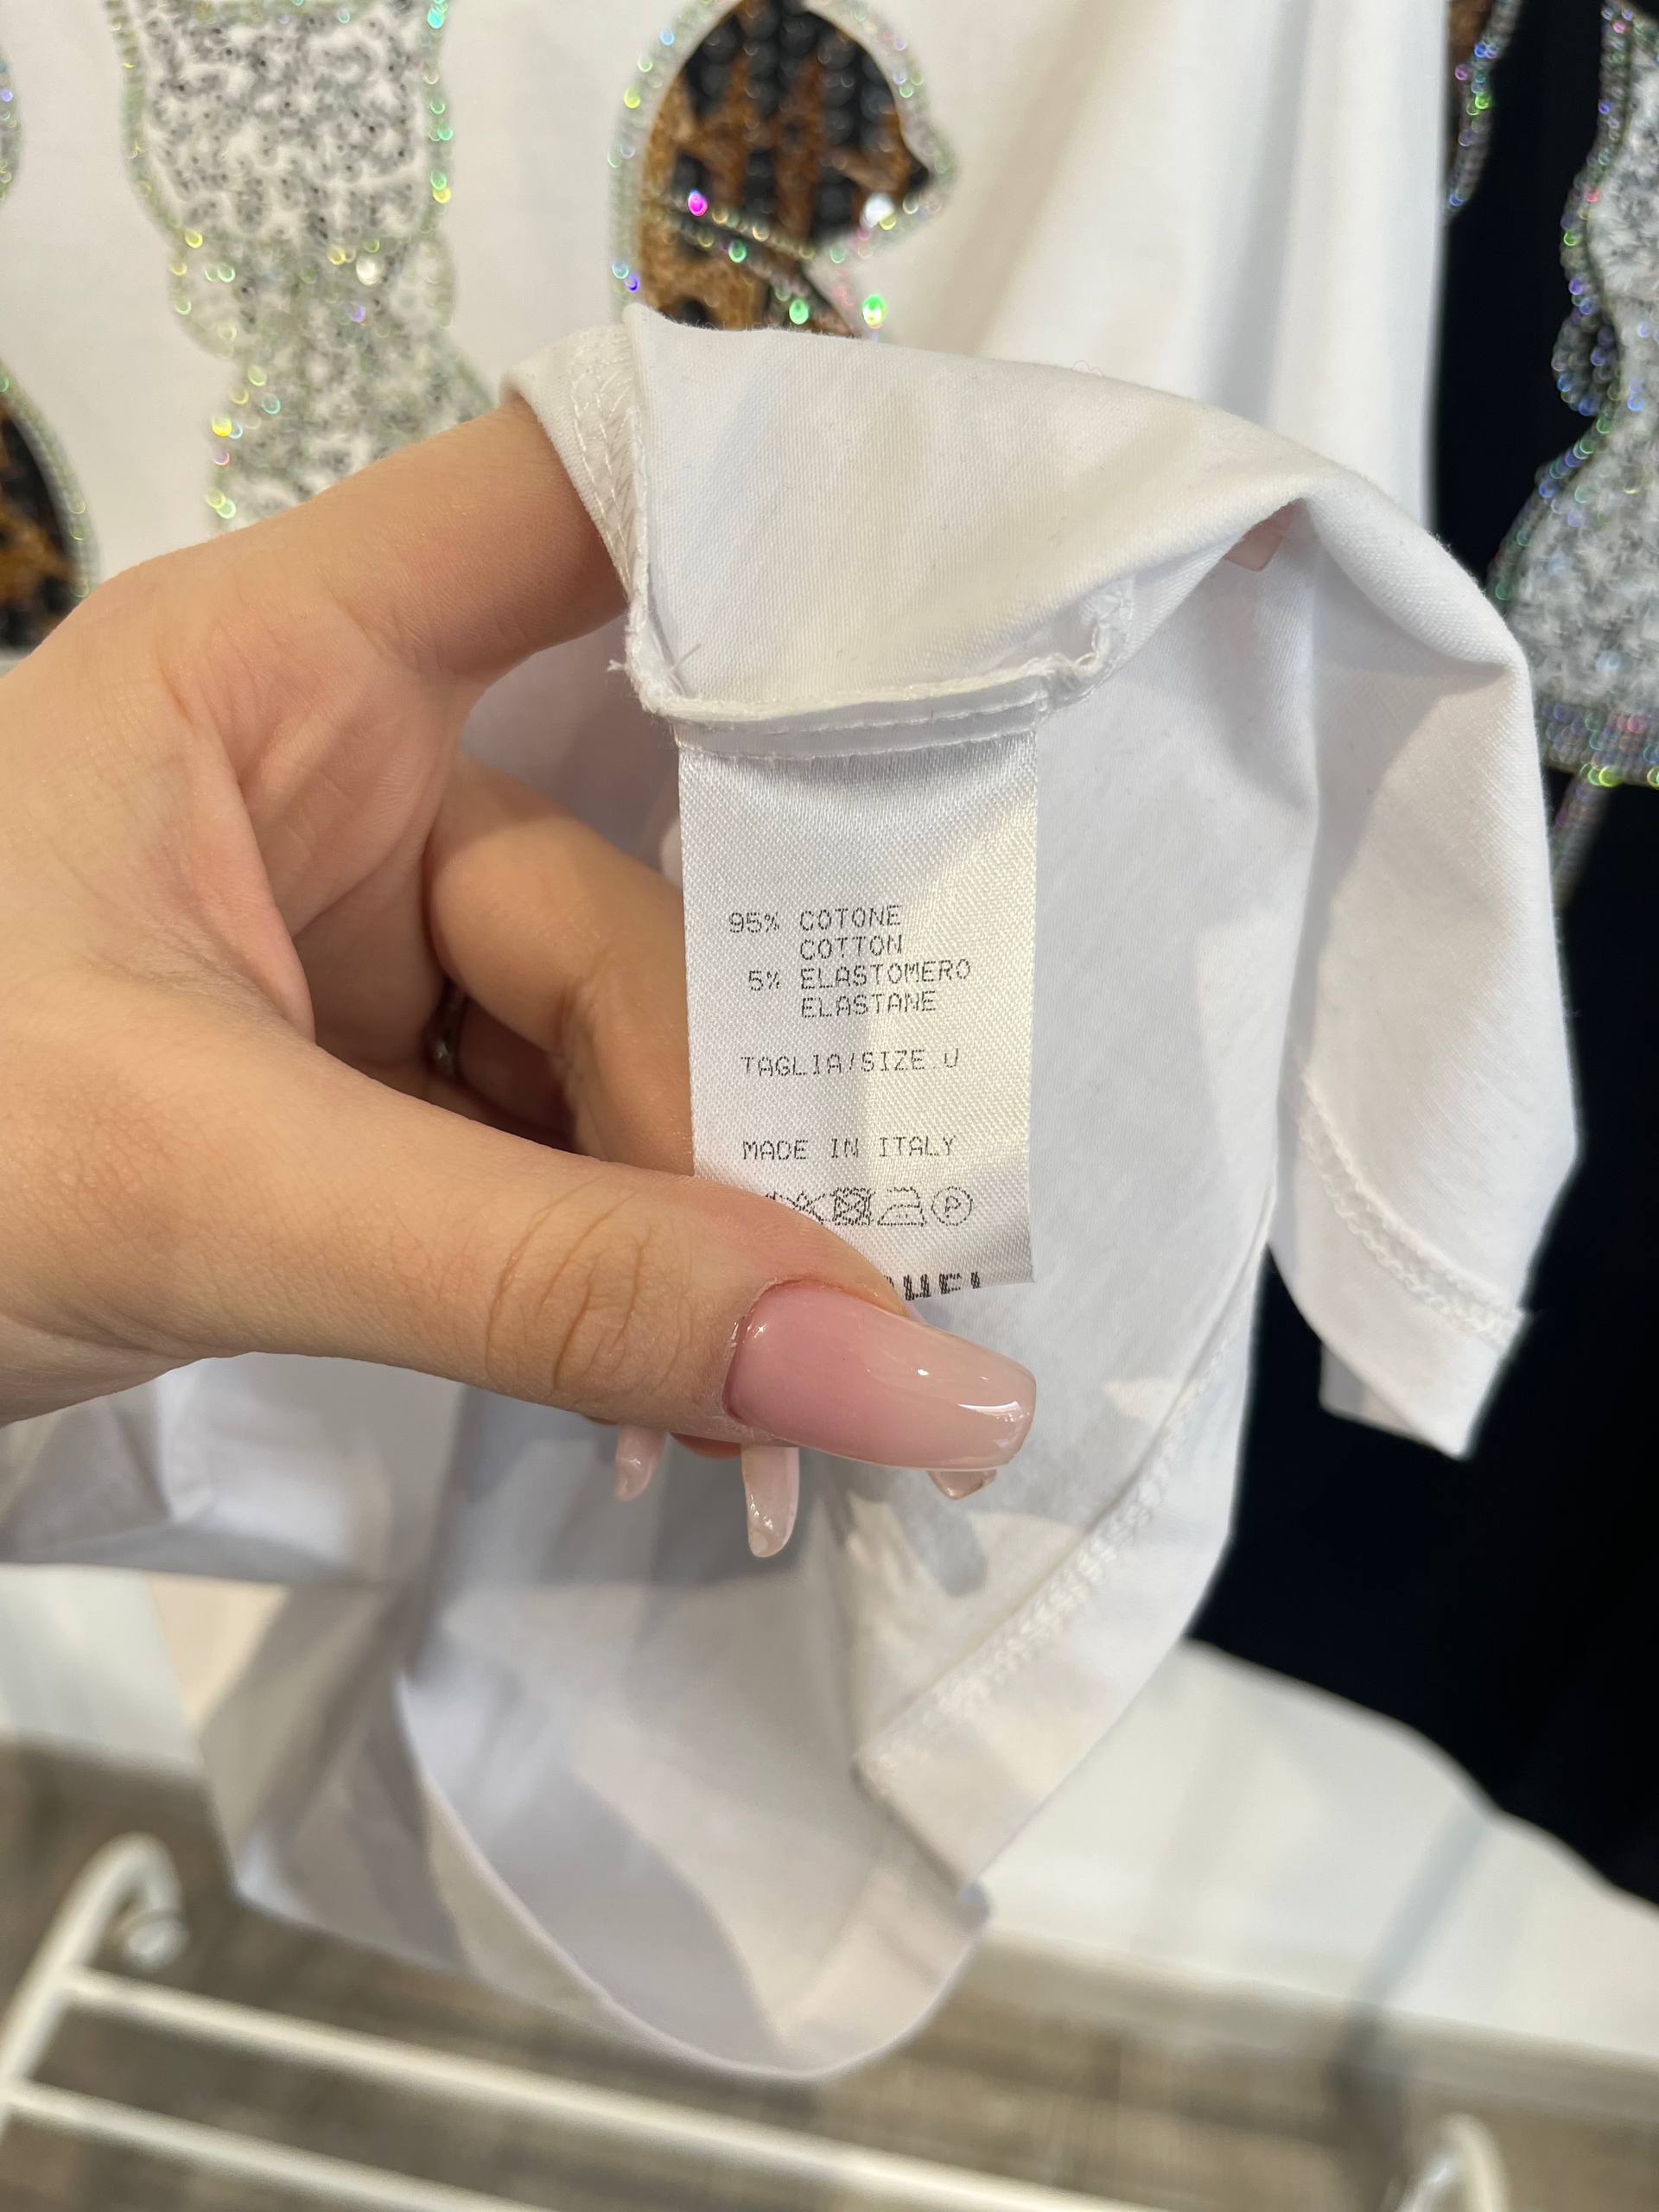 95% COTONE
COTTON
5% ELASTOMERO
ELASTANE
TAGLIA/SIZE U
MADE IN ITALY
P